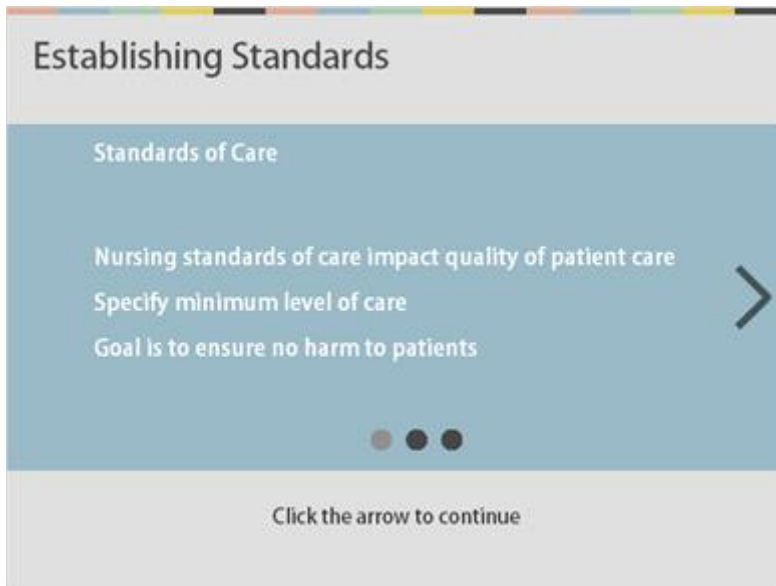 Establishing Standards
Standards of Care
Nursing standards of care impact quality of patient care
Specify minimum level of care
Goal is to ensure no harm to patients
Click the arrow to continue